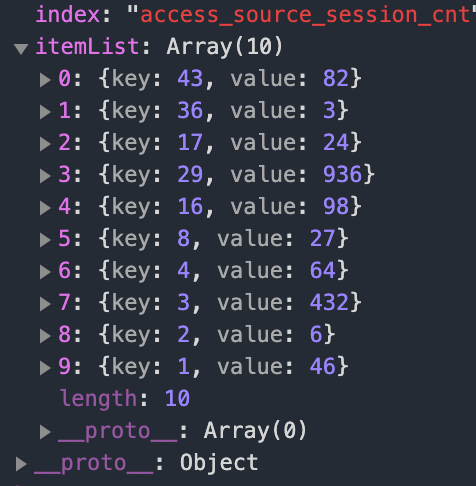 index: "access_source_session_cnt"
itemList: Array(10)
0: {key: 43, value: 82}
1: {key: 36, value: 3}
2: {key: 17, value: 24}
3: {key: 29, value: 936}
4: {key: 16, value: 98}
5: {key: 8, value: 27}
6: {key: 4, value: 64}
7: {key: 3, value: 432}
8: {key: 2, value: 6}
9: {key: 1, value: 46}
length: 10
__proto__: Array(0)
__proto__: Object